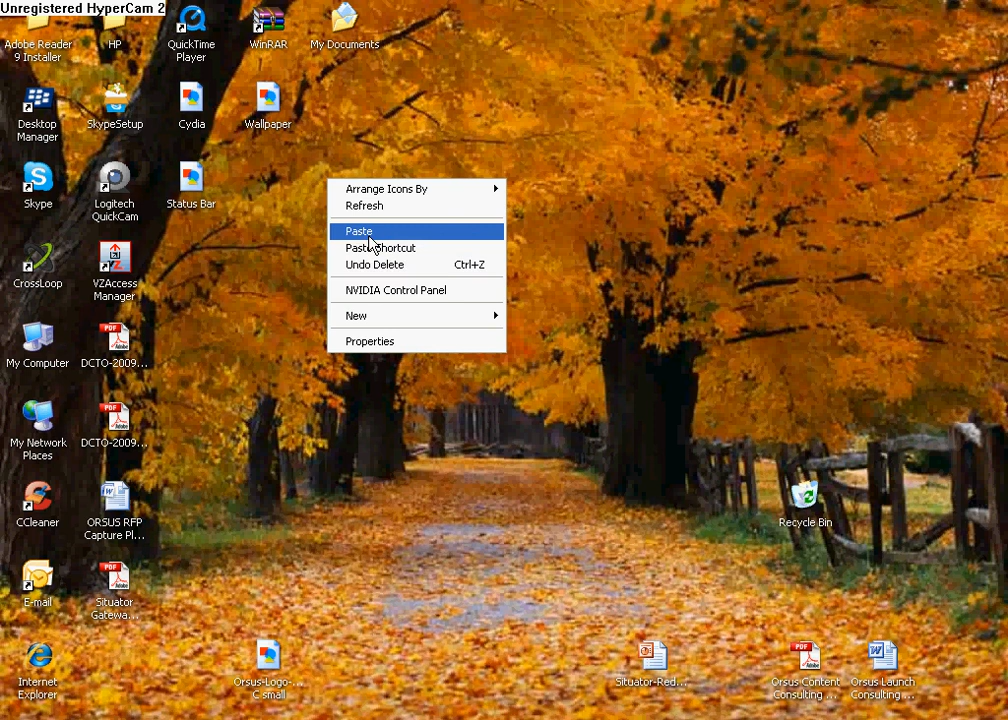 Unregistered HyperCam 2
Adobe Reader
9 Installer
HP
QuickTime
Player
WinRAR
My Documents
Desktop
Manager
SkypeSetup
Cydia
Wallpaper
Skype
Logitech
QuickCam
Status Bar
CrossLoop
VZAccess
Manager
My Computer
DCTO-2009...
My Network
Places
DCTO-2009...
CCleaner
ORSUS RFP
Capture Pl...
E-mail
Situator
Gatewa...
Internet
Explorer
Orsus-Logo-...
C small
Arrange Icons By
Refresh
Paste
Paste Shortcut
Undo Delete Ctrl+Z
NVIDIA Control Panel
New
Properties
Recycle Bin
Situator-Red...
Orsus Content
Consulting ...
Orsus Launch
Consulting ...